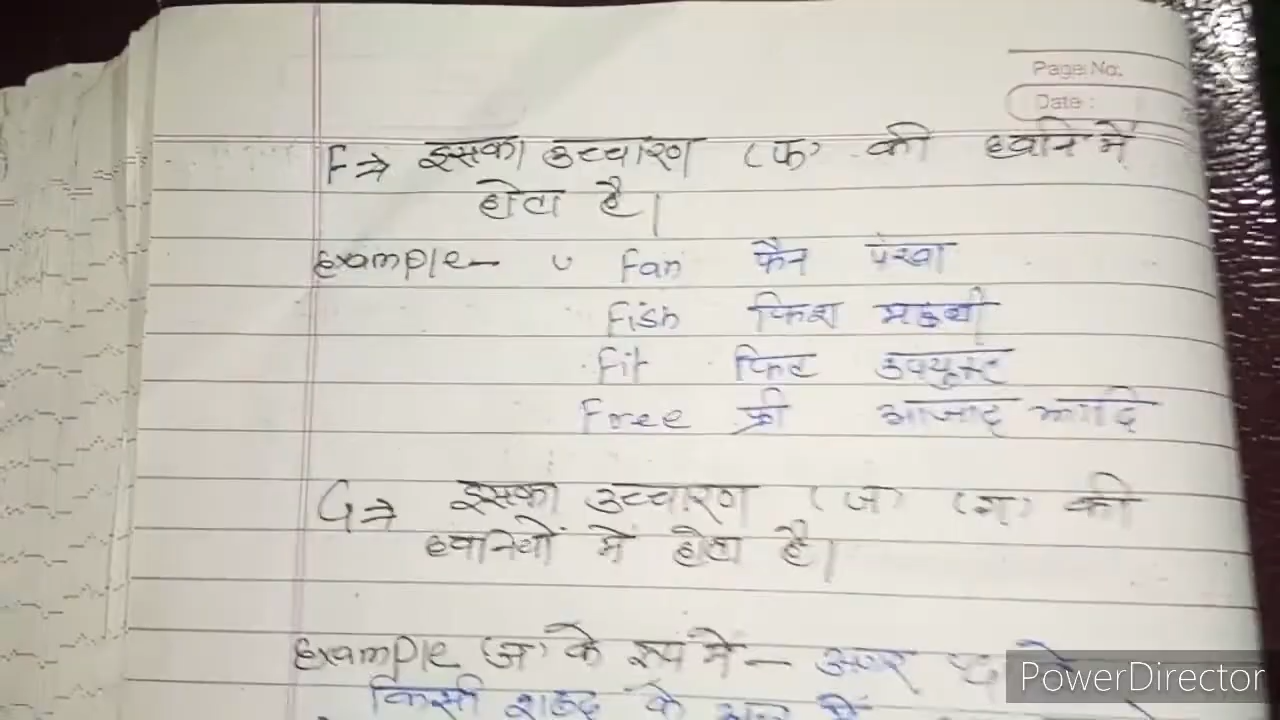 Page No.
Date :
F⇒ इसका उच्चारण (फ) की ध्वनि में
होता है।
Example- Fan फैन पंखा
Fish फिश मछली
Fit फिट उपयुक्त
Free फ्री आजाद आदि
G⇒ इसका उच्चारण (ज) (ग) की
ध्वनियों में होता है।
Example (ज) के रूप में - अगर
किसी शब्द के
PowerDirector